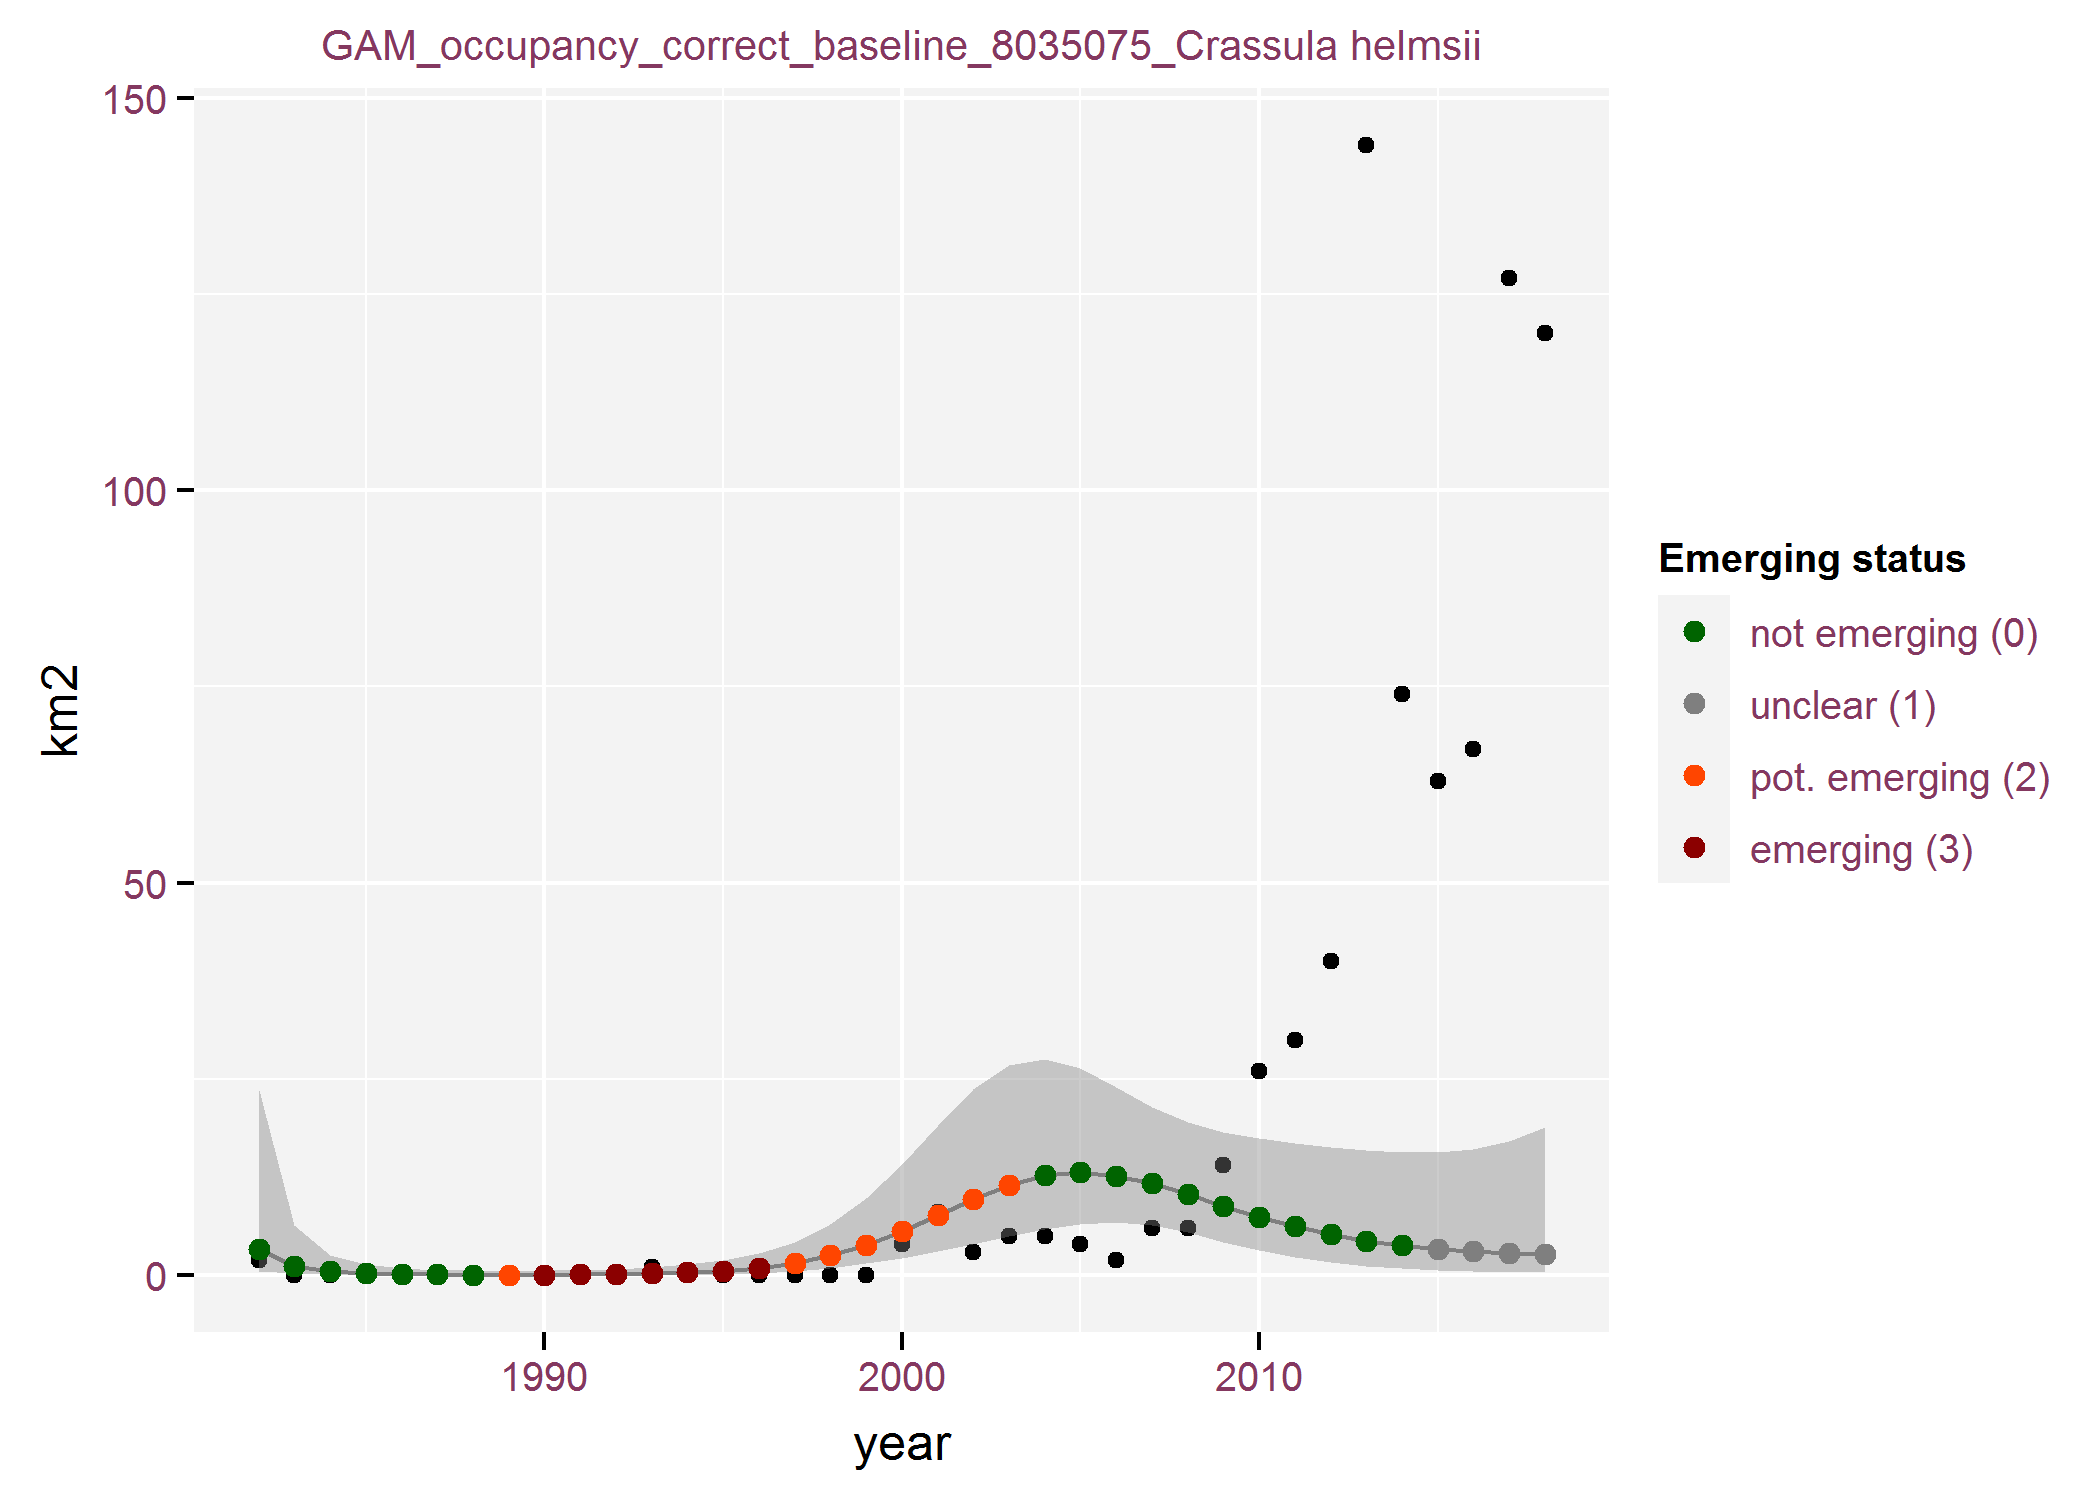 GAM_occupancy_correct_baseline_8035075_Crassula helmsii
150
100
50
0
km2
1990 2000 2010
year
Emerging status
not emerging (0)
unclear (1)
pot. emerging (2)
emerging (3)